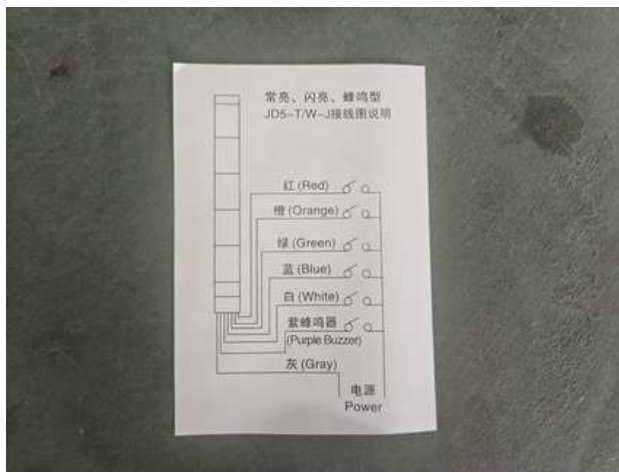 常亮、闪亮、蜂鸣型
JD5-T/W-J接线图说明
红 (Red)
橙 (Orange)
绿 (Green)
蓝 (Blue)
白 (White)
紫蜂鸣器
(Purple Buzzer)
灰 (Gray)
电源
Power